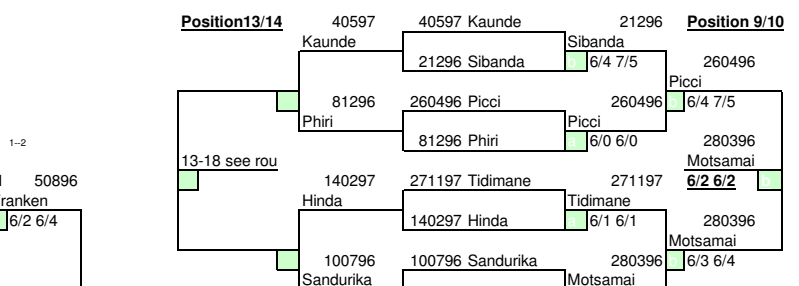 Position13/14 40597 40597 Kaunde 21296 Position 9/10
Kaunde Sibanda
21296 Sibanda 6/4 7/5 260496
Picci
81296 260496 Picci 260496 6/4 7/5
Phiri Picci
1--2 81296 Phiri 6/0 6/0 280396
13-18 see rou Motsamai
50896 140297 271197 Tidimane 271197 6/2 6/2
ranken Hinda Tidimane
6/2 6/4 140297 Hinda 6/1 6/1 280396
Motsamai
100796 100796 Sandurika 280396 6/3 6/4
Sandurika Motsamai